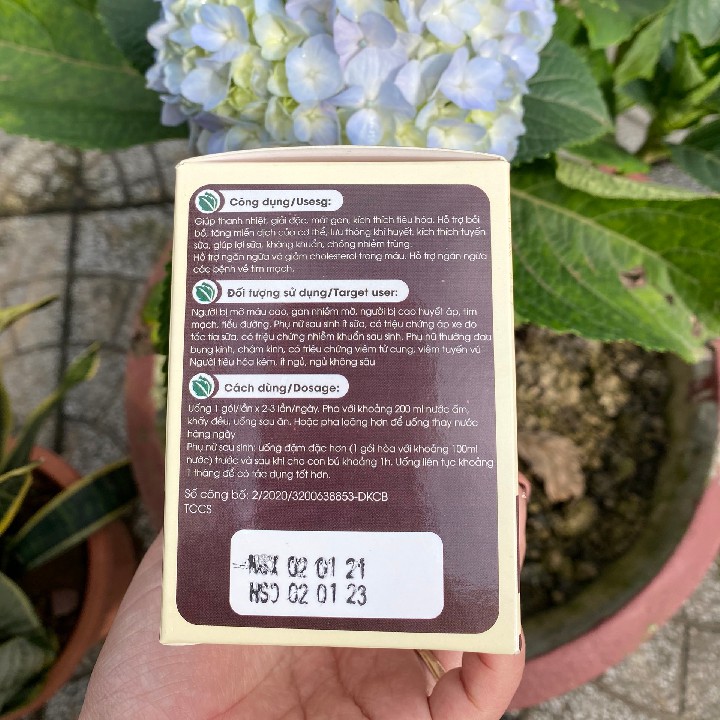 Công dụng/Usesg:
Giúp thanh nhiệt, giải độc, mát gan, kích thích tiêu hóa. Hỗ trợ bồi
bổ, tăng miễn dịch của cơ thể, lưu thông khí huyết, kích thích tuyến
sữa, giúp lợi sữa, kháng khuẩn, chống nhiễm trùng.
Hỗ trợ ngăn ngừa và giảm cholesterol trong máu. Hỗ trợ ngăn ngừa
các bệnh về tim mạch.
Đối tượng sử dụng/Target user:
Người bị mỡ máu cao, gan nhiễm mỡ, người bị cao huyết áp, tim
mạch, tiểu đường. Phụ nữ sau sinh ít sữa, có triệu chứng áp xe do
tắc tia sữa, có triệu chứng nhiễm khuẩn sau sinh. Phụ nữ thường đau
bụng kinh, chậm kinh, có triệu chứng viêm tử cung, viêm tuyến vú
Người tiêu hóa kém, ít ngủ, ngủ không sâu
Cách dùng/Dosage:
Uống 1 gói/lần x 2-3 lần/ngày. Pha với khoảng 200 ml nước ấm,
khấy đều, uống sau ăn. Hoặc pha loãng hơn để uống thay nước
hàng ngày
Phụ nữ sau sinh: uống đậm đặc hơn (1 gói hòa với khoảng 100ml
nước) trước và sau khi cho con bú khoảng 1h. Uống liên tục khoảng
1 tháng để có tác dụng tốt hơn.
Số công bố: 2/2020/3200638853-DKCB
TCCS
NSX 02 01 21
HSD 02 01 23